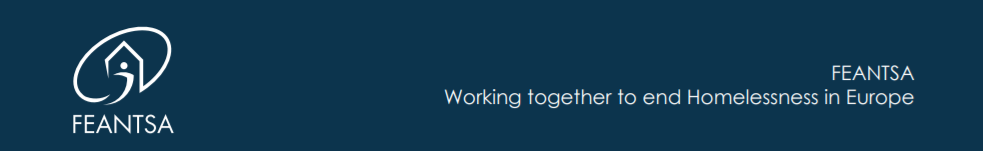 FEANTSA
FEANTSA
Working together to end Homelessness in Europe